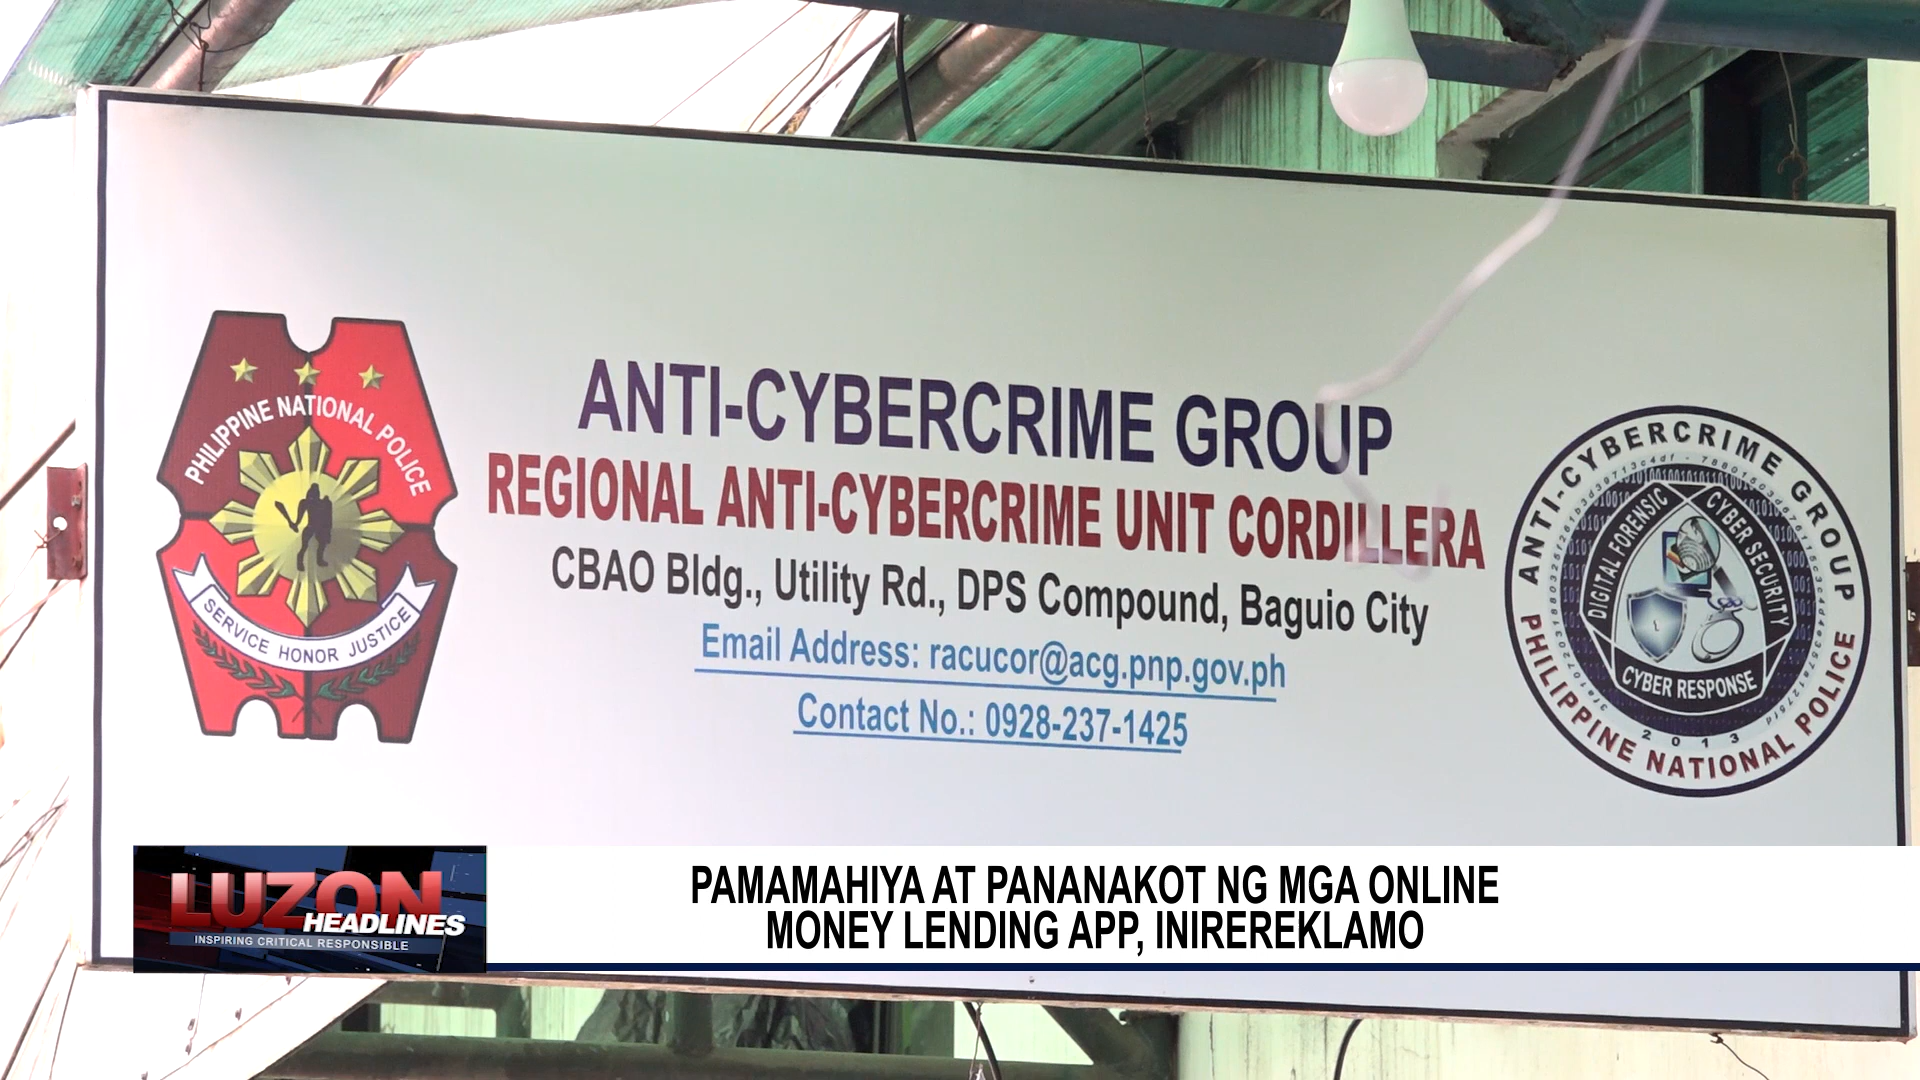 PHILIPPINE NATIONAL POLICE
SERVICE HONOR JUSTICE
ANTI-CYBERCRIME GROUP
REGIONAL ANTI-CYBERCRIME UNIT CORDILLERA
CBAO Bldg., Utility Rd., DPS Compound, Baguio City
Email Address: racucor@acg.pnp.gov.ph
Contact No.: 0928-237-1425
ANTI-CYBERCRIME GROUP
DIGITAL FORENSIC
CYBER SECURITY
CYBER RESPONSE
2013
PHILIPPINE NATIONAL POLICE
LUZON
HEADLINES
INSPIRING CRITICAL RESPONSIBLE
PAMAMAHIYA AT PANANAKOT NG MGA ONLINE
MONEY LENDING APP, INIREREKLAMO